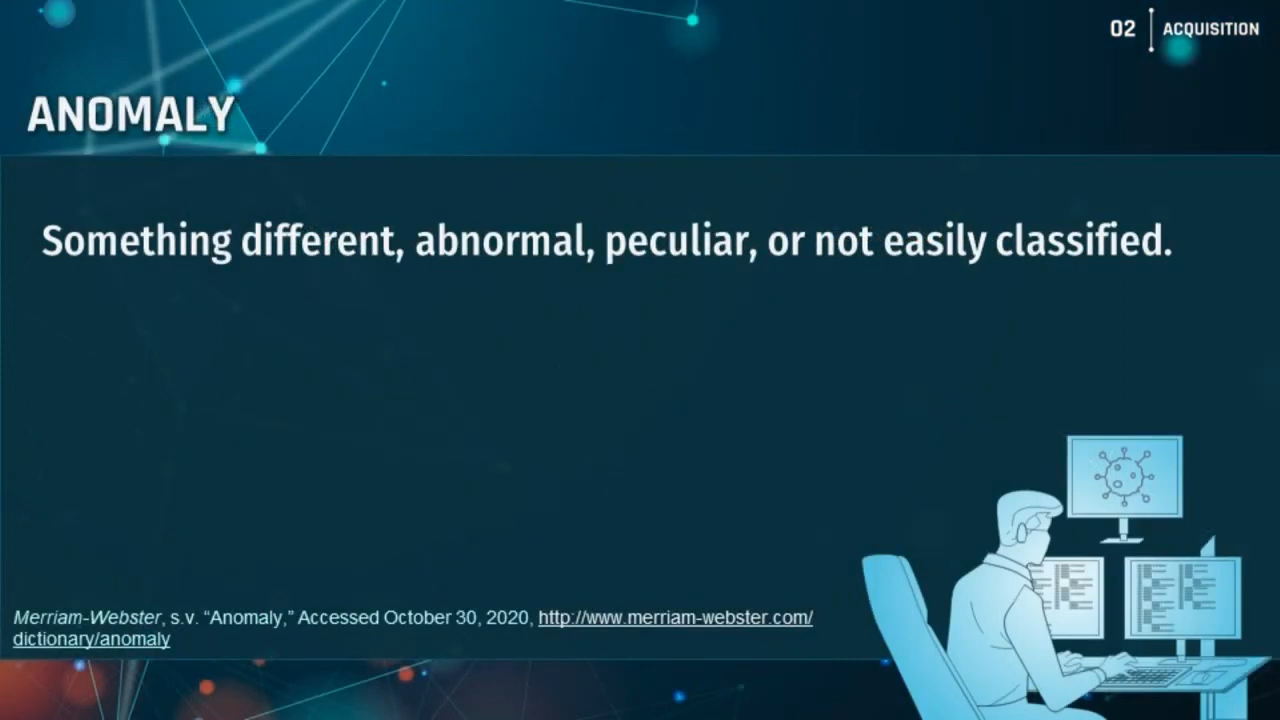 02 ACQUISITION
ANOMALY
Something different, abnormal, peculiar, or not easily classified.
Merriam-Webster, s.v. “Anomaly,” Accessed October 30, 2020, http://www.merriam-webster.com/
dictionary/anomaly